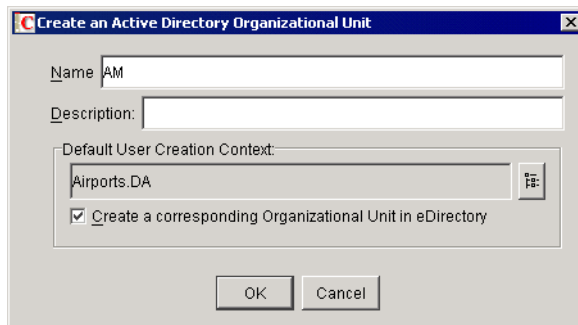 Create an Active Directory Organizational Unit
Name AM
Description:
Default User Creation Context:
Airports.DA
Create a corresponding Organizational Unit in eDirectory
OK Cancel